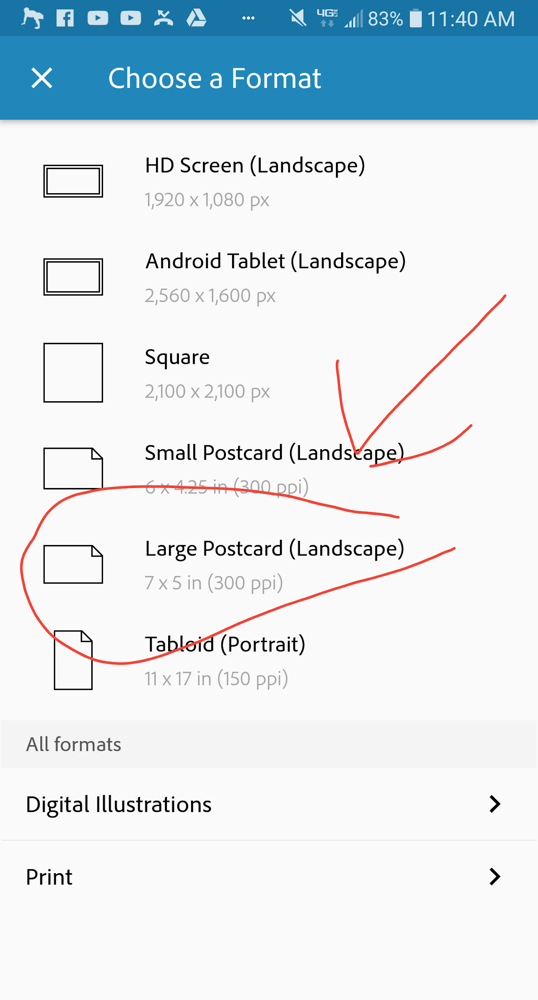 4G LTE 83% 11:40 AM
Choose a Format
HD Screen (Landscape)
1,920 x 1,080 px
Android Tablet (Landscape)
2,560 x 1,600 px
Square
2,100 x 2,100 px
Small Postcard (Landscape)
6 x 4.25 in (300 ppi)
Large Postcard (Landscape)
7 x 5 in (300 ppi)
Tabloid (Portrait)
11 x 17 in (150 ppi)
All formats
Digital Illustrations
Print